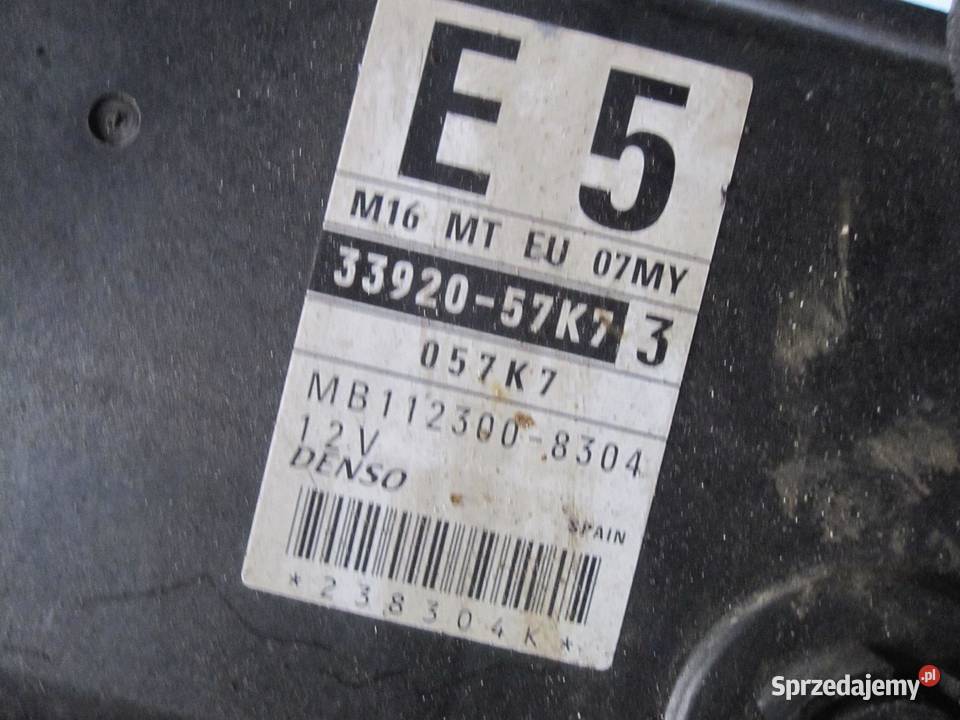 E 5
M16 MT EU 07MY
33920-57K7 3
057K7
MB112300-8304
12V
DENSO
SPAIN
*238304K*
Sprzedajemy.pl